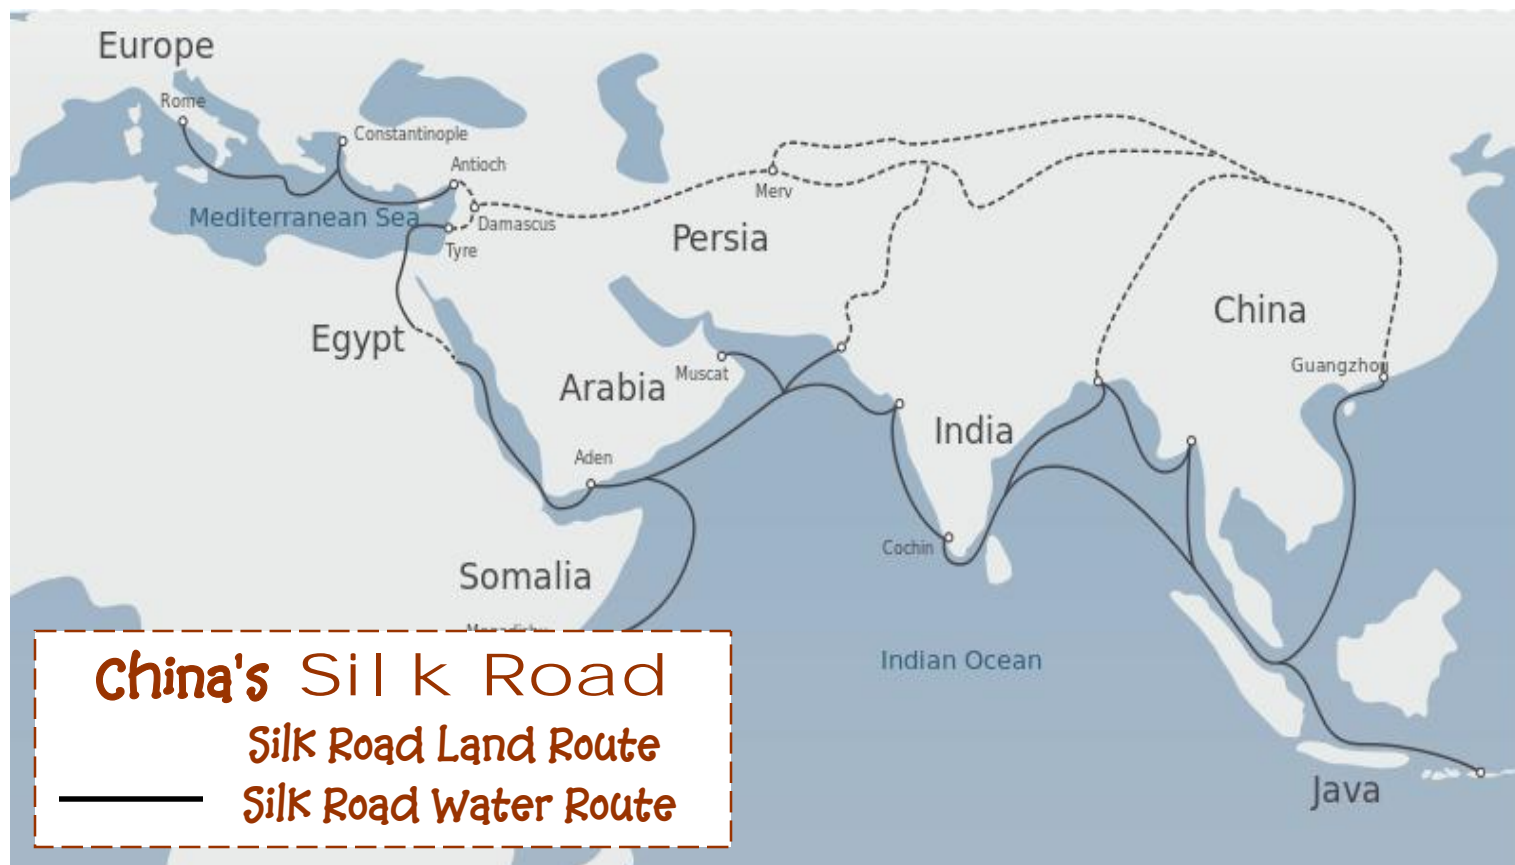 Europe
Rome
Constantinople
Antioch
Mediterranean Sea
Damascus
Merv
Tyre
Persia
Egypt
China
Guangzhou
Muscat
Arabia
India
Aden
Cochin
Somalia
Indian Ocean
Java
China's Silk Road
Silk Road Land Route
Silk Road Water Route